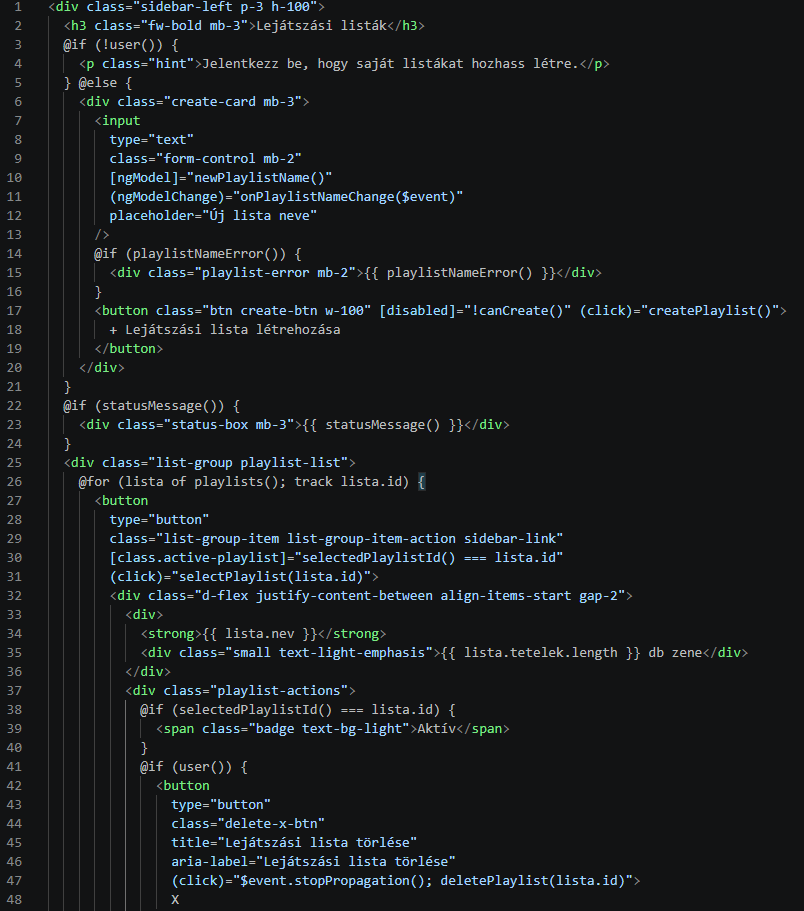 1 <div class="sidebar-left p-3 h-100">
2 <h3 class="fw-bold mb-3">Lejátszási listák</h3>
3 @if (!user()) {
4 <p class="hint">Jelentkezz be, hogy saját listákat hozhass létre.</p>
5 } @else {
6 <div class="create-card mb-3">
7 <input
8 type="text"
9 class="form-control mb-2"
10 [ngModel]="newPlaylistName()"
11 (ngModelChange)="onPlaylistNameChange($event)"
12 placeholder="Új lista neve"
13 />
14 @if (playlistNameError()) {
15 <div class="playlist-error mb-2">{{ playlistNameError() }}</div>
16 }
17 <button class="btn create-btn w-100" [disabled]="!canCreate()" (click)="createPlaylist()">
18 + Lejátszási lista létrehozása
19 </button>
20 </div>
21 }
22 @if (statusMessage()) {
23 <div class="status-box mb-3">{{ statusMessage() }}</div>
24 }
25 <div class="list-group playlist-list">
26 @for (lista of playlists(); track lista.id) {
27 <button
28 type="button"
29 class="list-group-item list-group-item-action sidebar-link"
30 [class.active-playlist]="selectedPlaylistId() === lista.id"
31 (click)="selectPlaylist(lista.id)">
32 <div class="d-flex justify-content-between align-items-start gap-2">
33 <div>
34 <strong>{{ lista.nev }}</strong>
35 <div class="small text-light-emphasis">{{ lista.tetelek.length }} db zene</div>
36 </div>
37 <div class="playlist-actions">
38 @if (selectedPlaylistId() === lista.id) {
39 <span class="badge text-bg-light">Aktív</span>
40 }
41 @if (user()) {
42 <button
43 type="button"
44 class="delete-x-btn"
45 title="Lejátszási lista törlése"
46 aria-label="Lejátszási lista törlése"
47 (click)="$event.stopPropagation(); deletePlaylist(lista.id)">
48 X